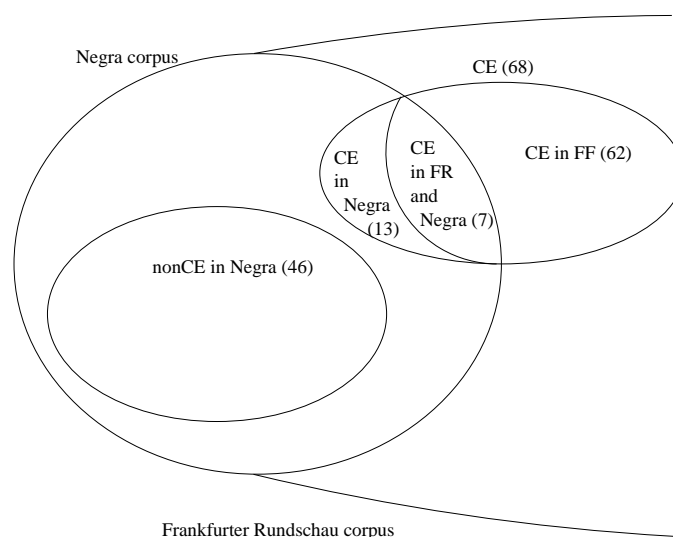 Negra corpus
CE (68)
CE
in
Negra
(13)
CE
in FR
and
Negra (7)
CE in FF (62)
nonCE in Negra (46)
Frankfurter Rundschau corpus